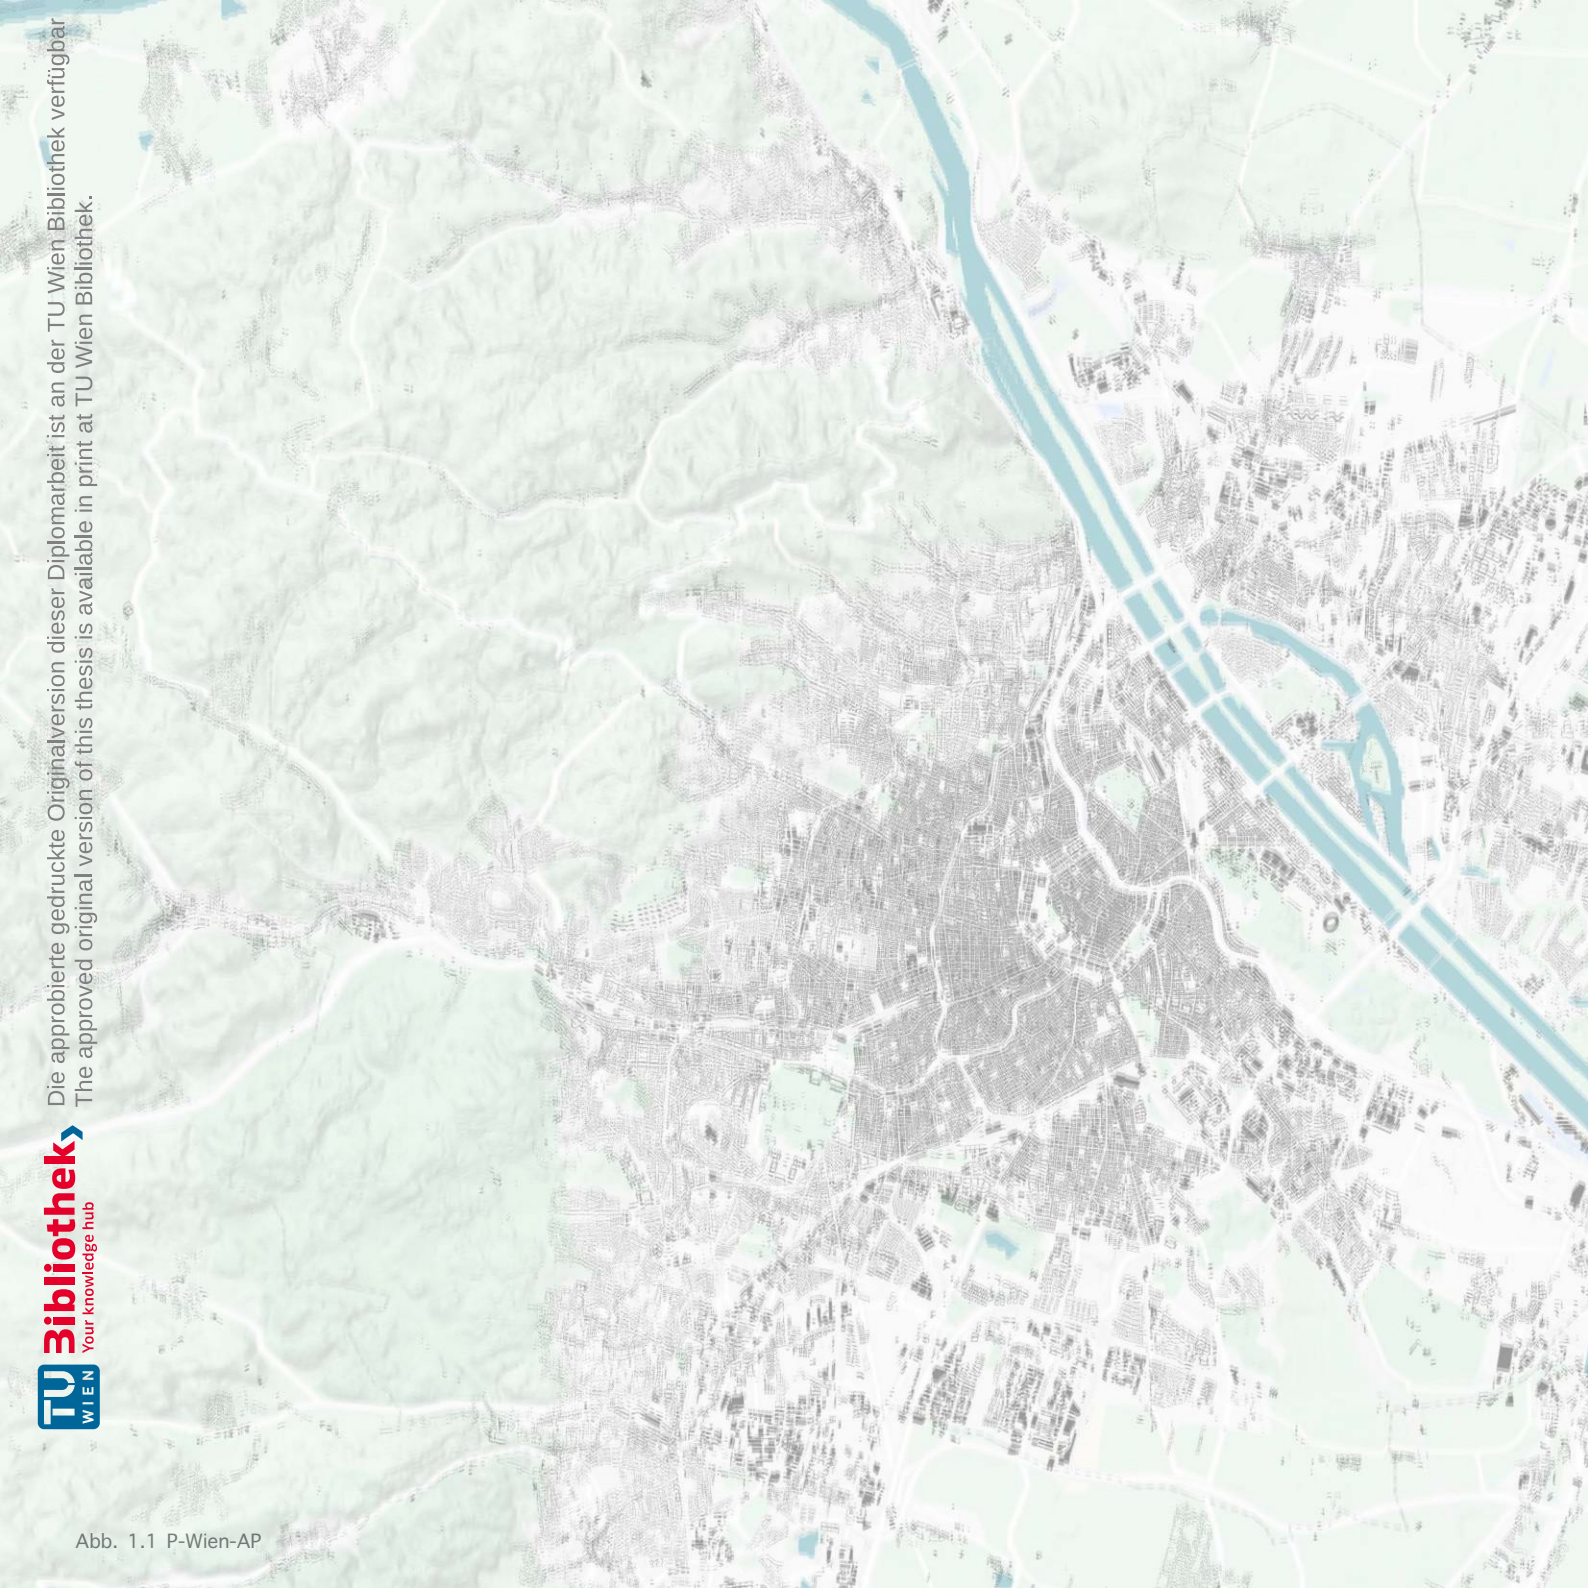 Die approbierte gedruckte Originalversion dieser Diplomarbeit ist an der TU Wien Bibliothek verfügbar
The approved original version of this thesis is available in print at TU Wien Bibliothek.
Bibliothek
Your knowledge hub
TU
WIEN
Abb. 1.1 P-Wien-AP